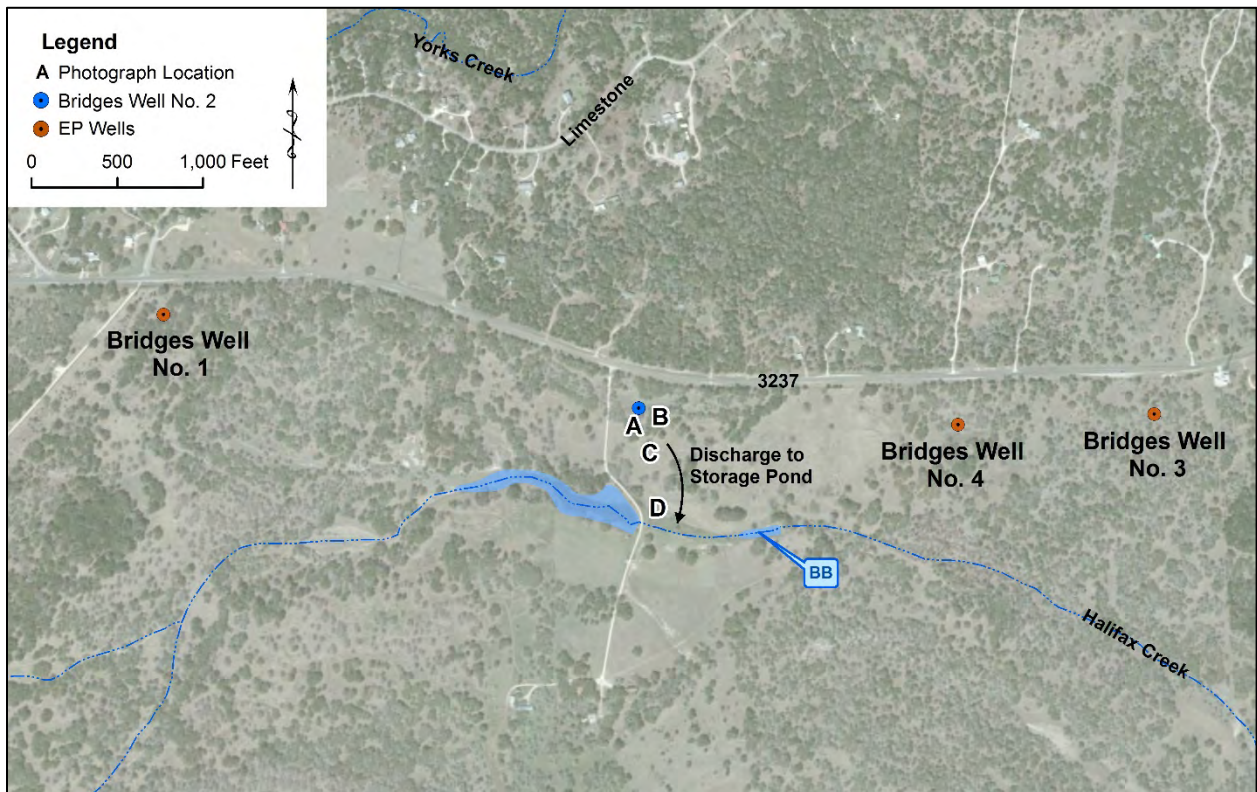 Legend
A Photograph Location
Bridges Well No. 2
EP Wells
0 500 1,000 Feet
Yorks Creek
Limestone
Bridges Well
No. 1
3237
A
B
C
Discharge to
Storage Pond
D
Bridges Well
No. 4
Bridges Well
No. 3
BB
Halifax Creek